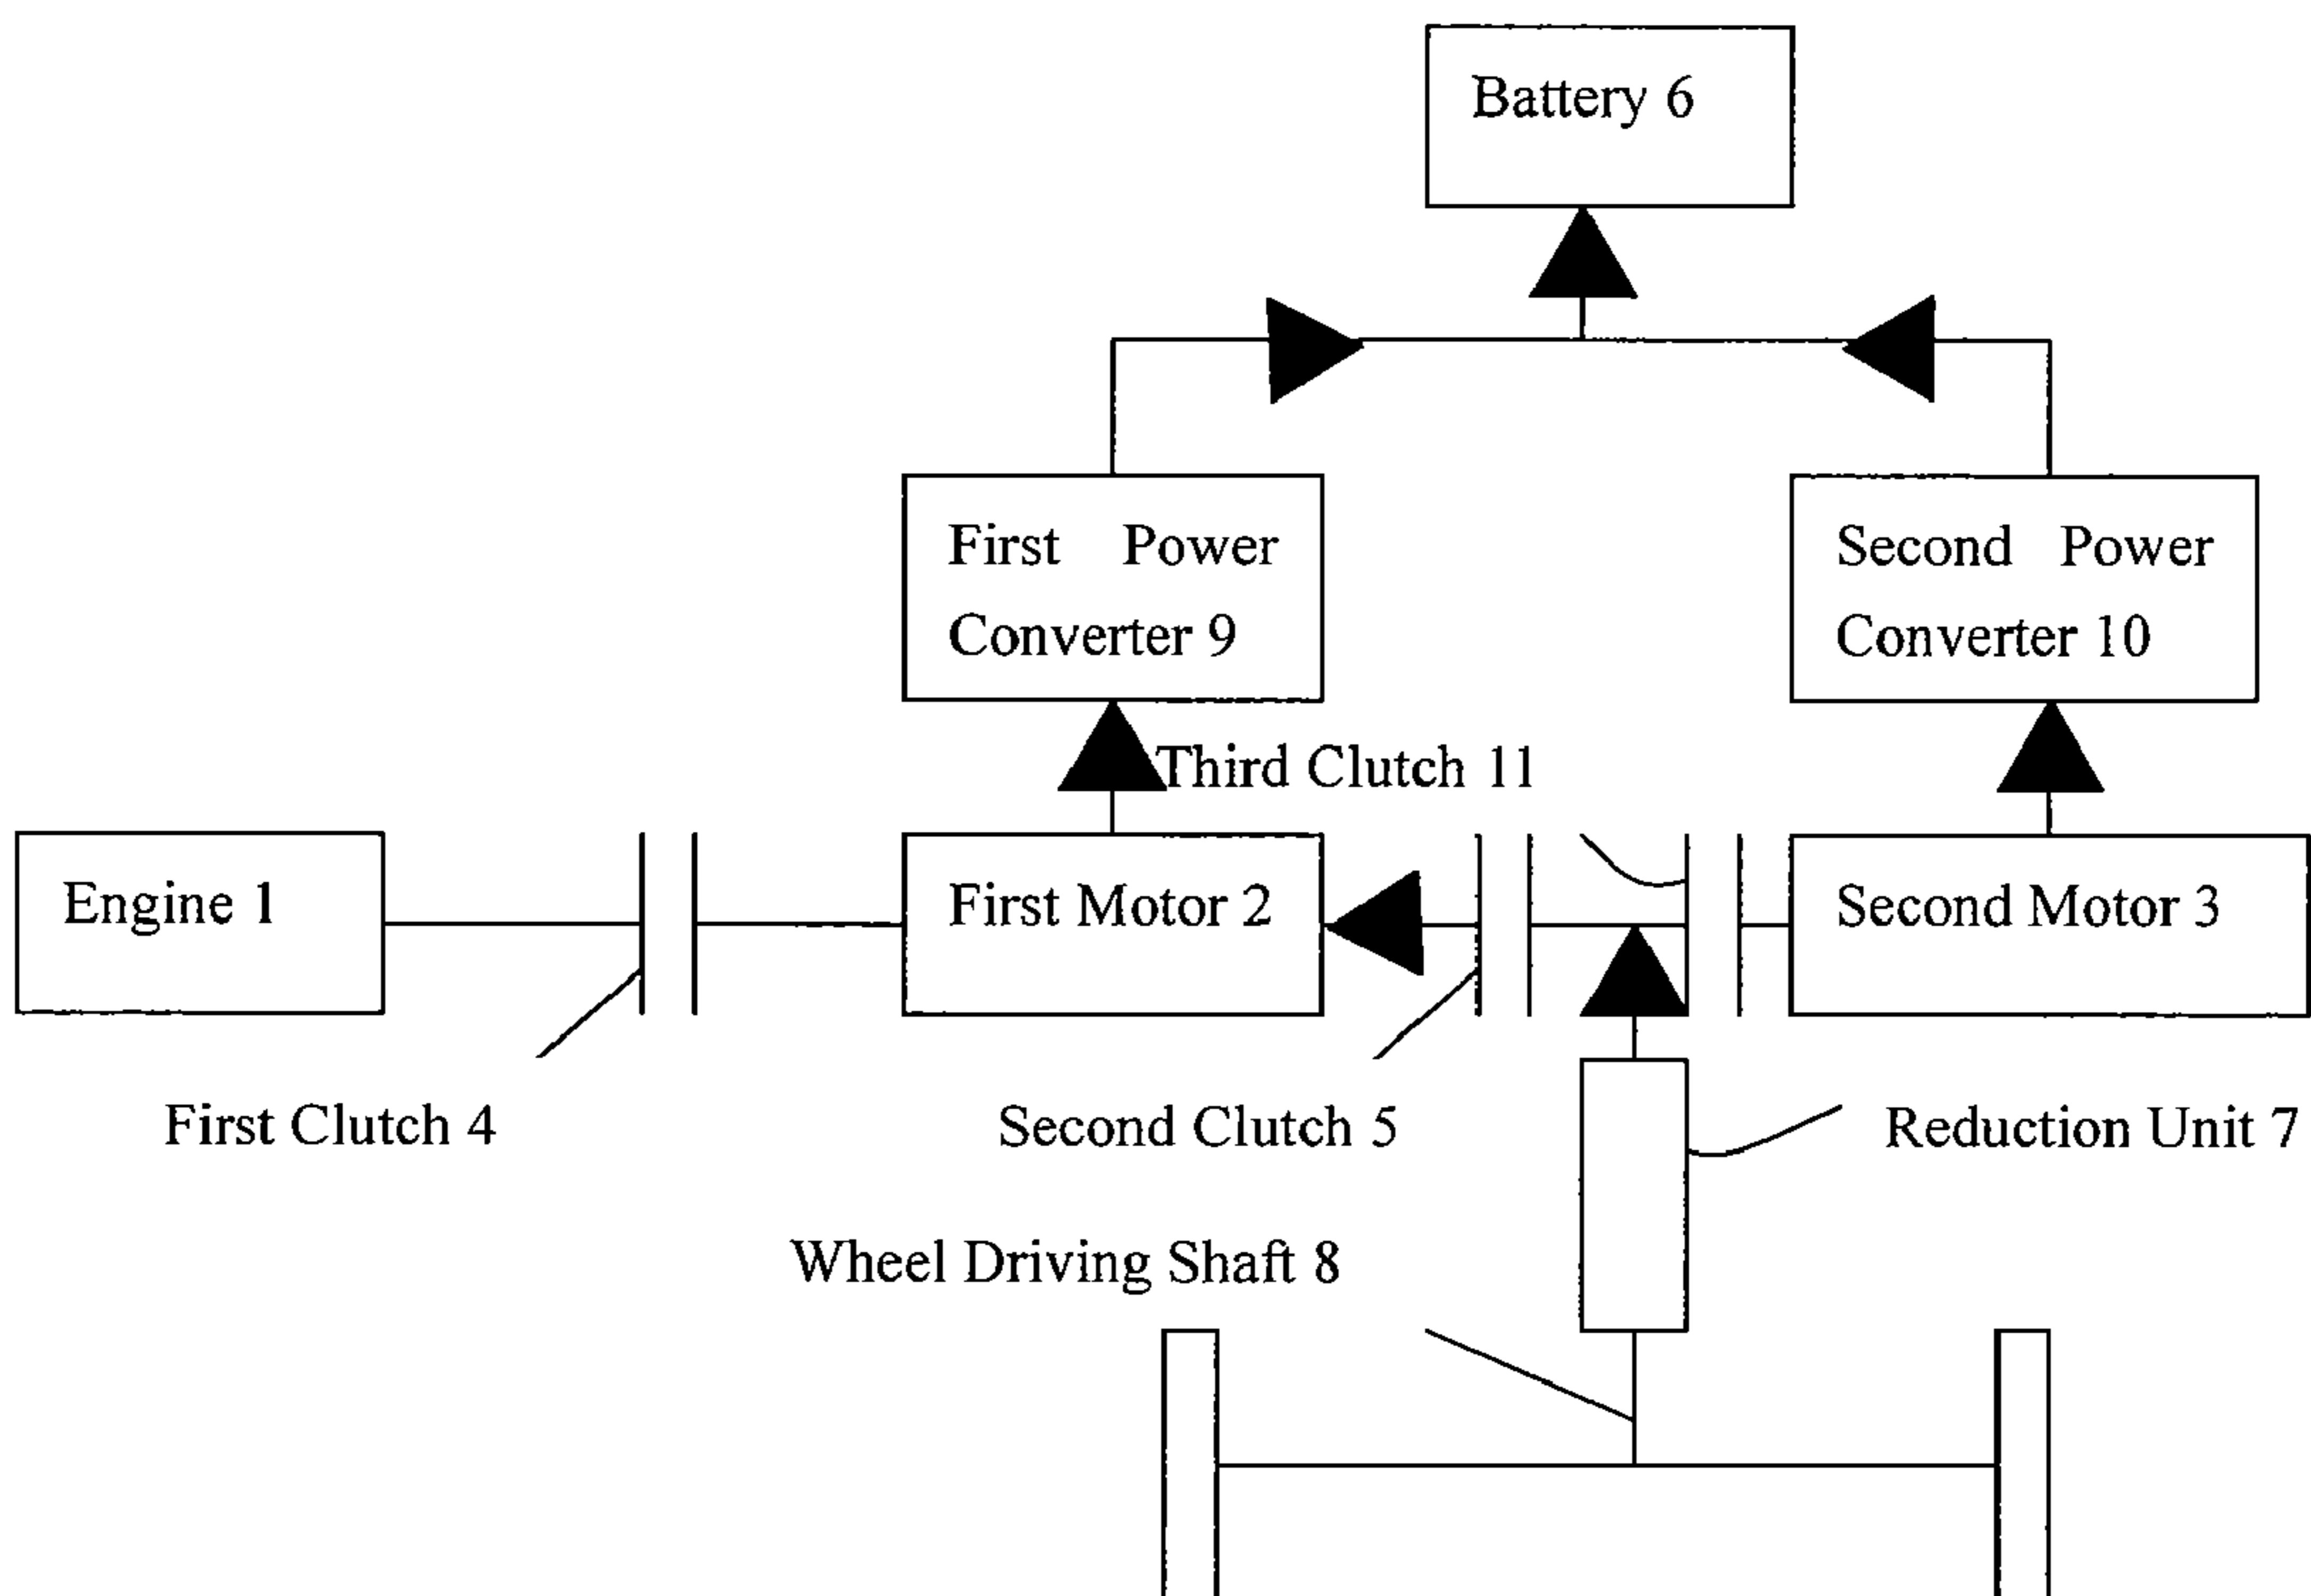 Battery 6
First Power
Converter 9
Second Power
Converter 10
Third Clutch 11
Engine 1
First Motor 2
Second Motor 3
First Clutch 4
Second Clutch 5
Reduction Unit 7
Wheel Driving Shaft 8